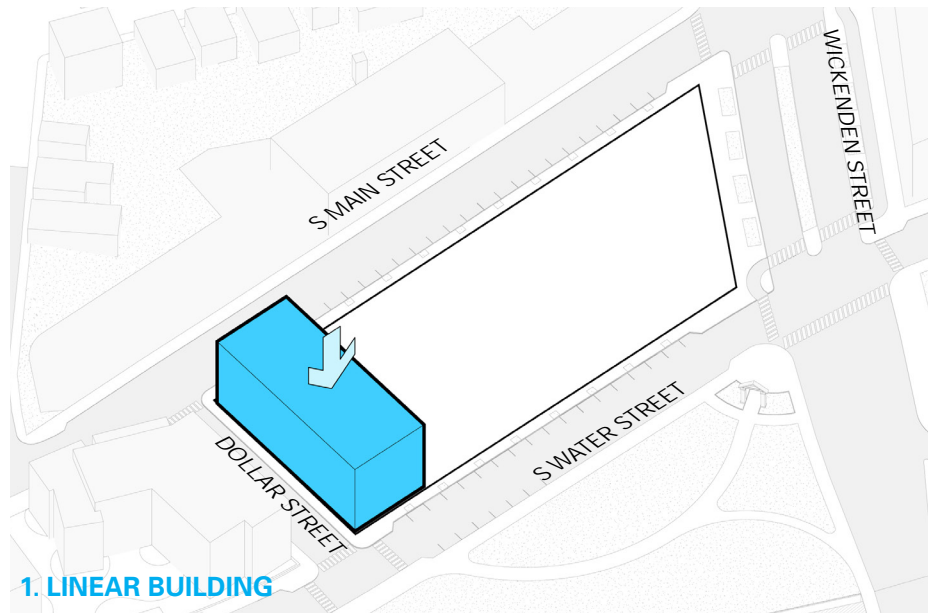 WICKENDEN STREET
S MAIN STREET
S WATER STREET
DOLLAR STREET
1. LINEAR BUILDING